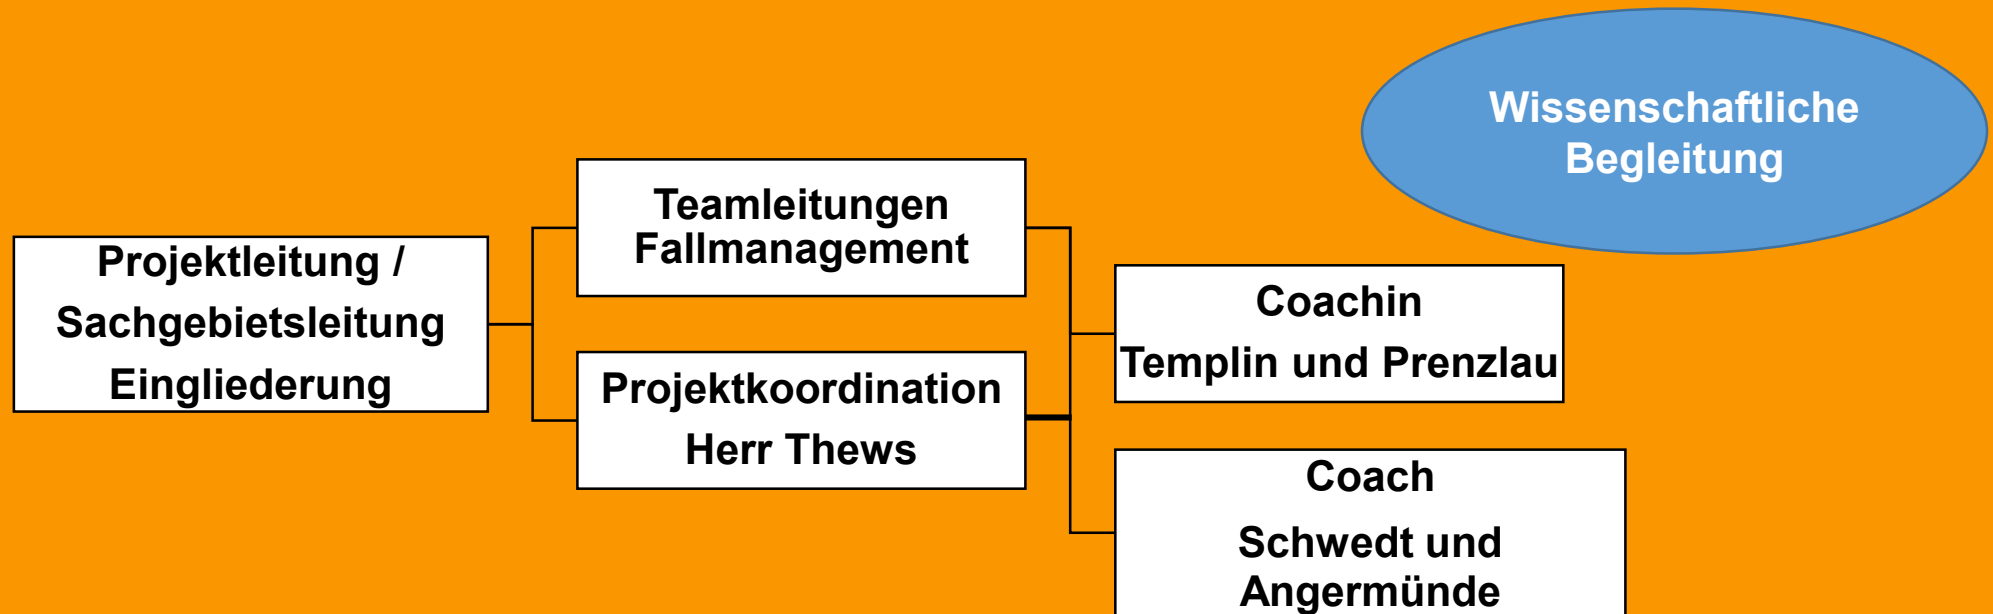 Wissenschaftliche
Begleitung
Teamleitungen
Fallmanagement
Projektleitung /
Sachgebietsleitung
Eingliederung
Projektkoordination
Herr Thews
Coachin
Templin und Prenzlau
Coach
Schwedt und
Angermünde